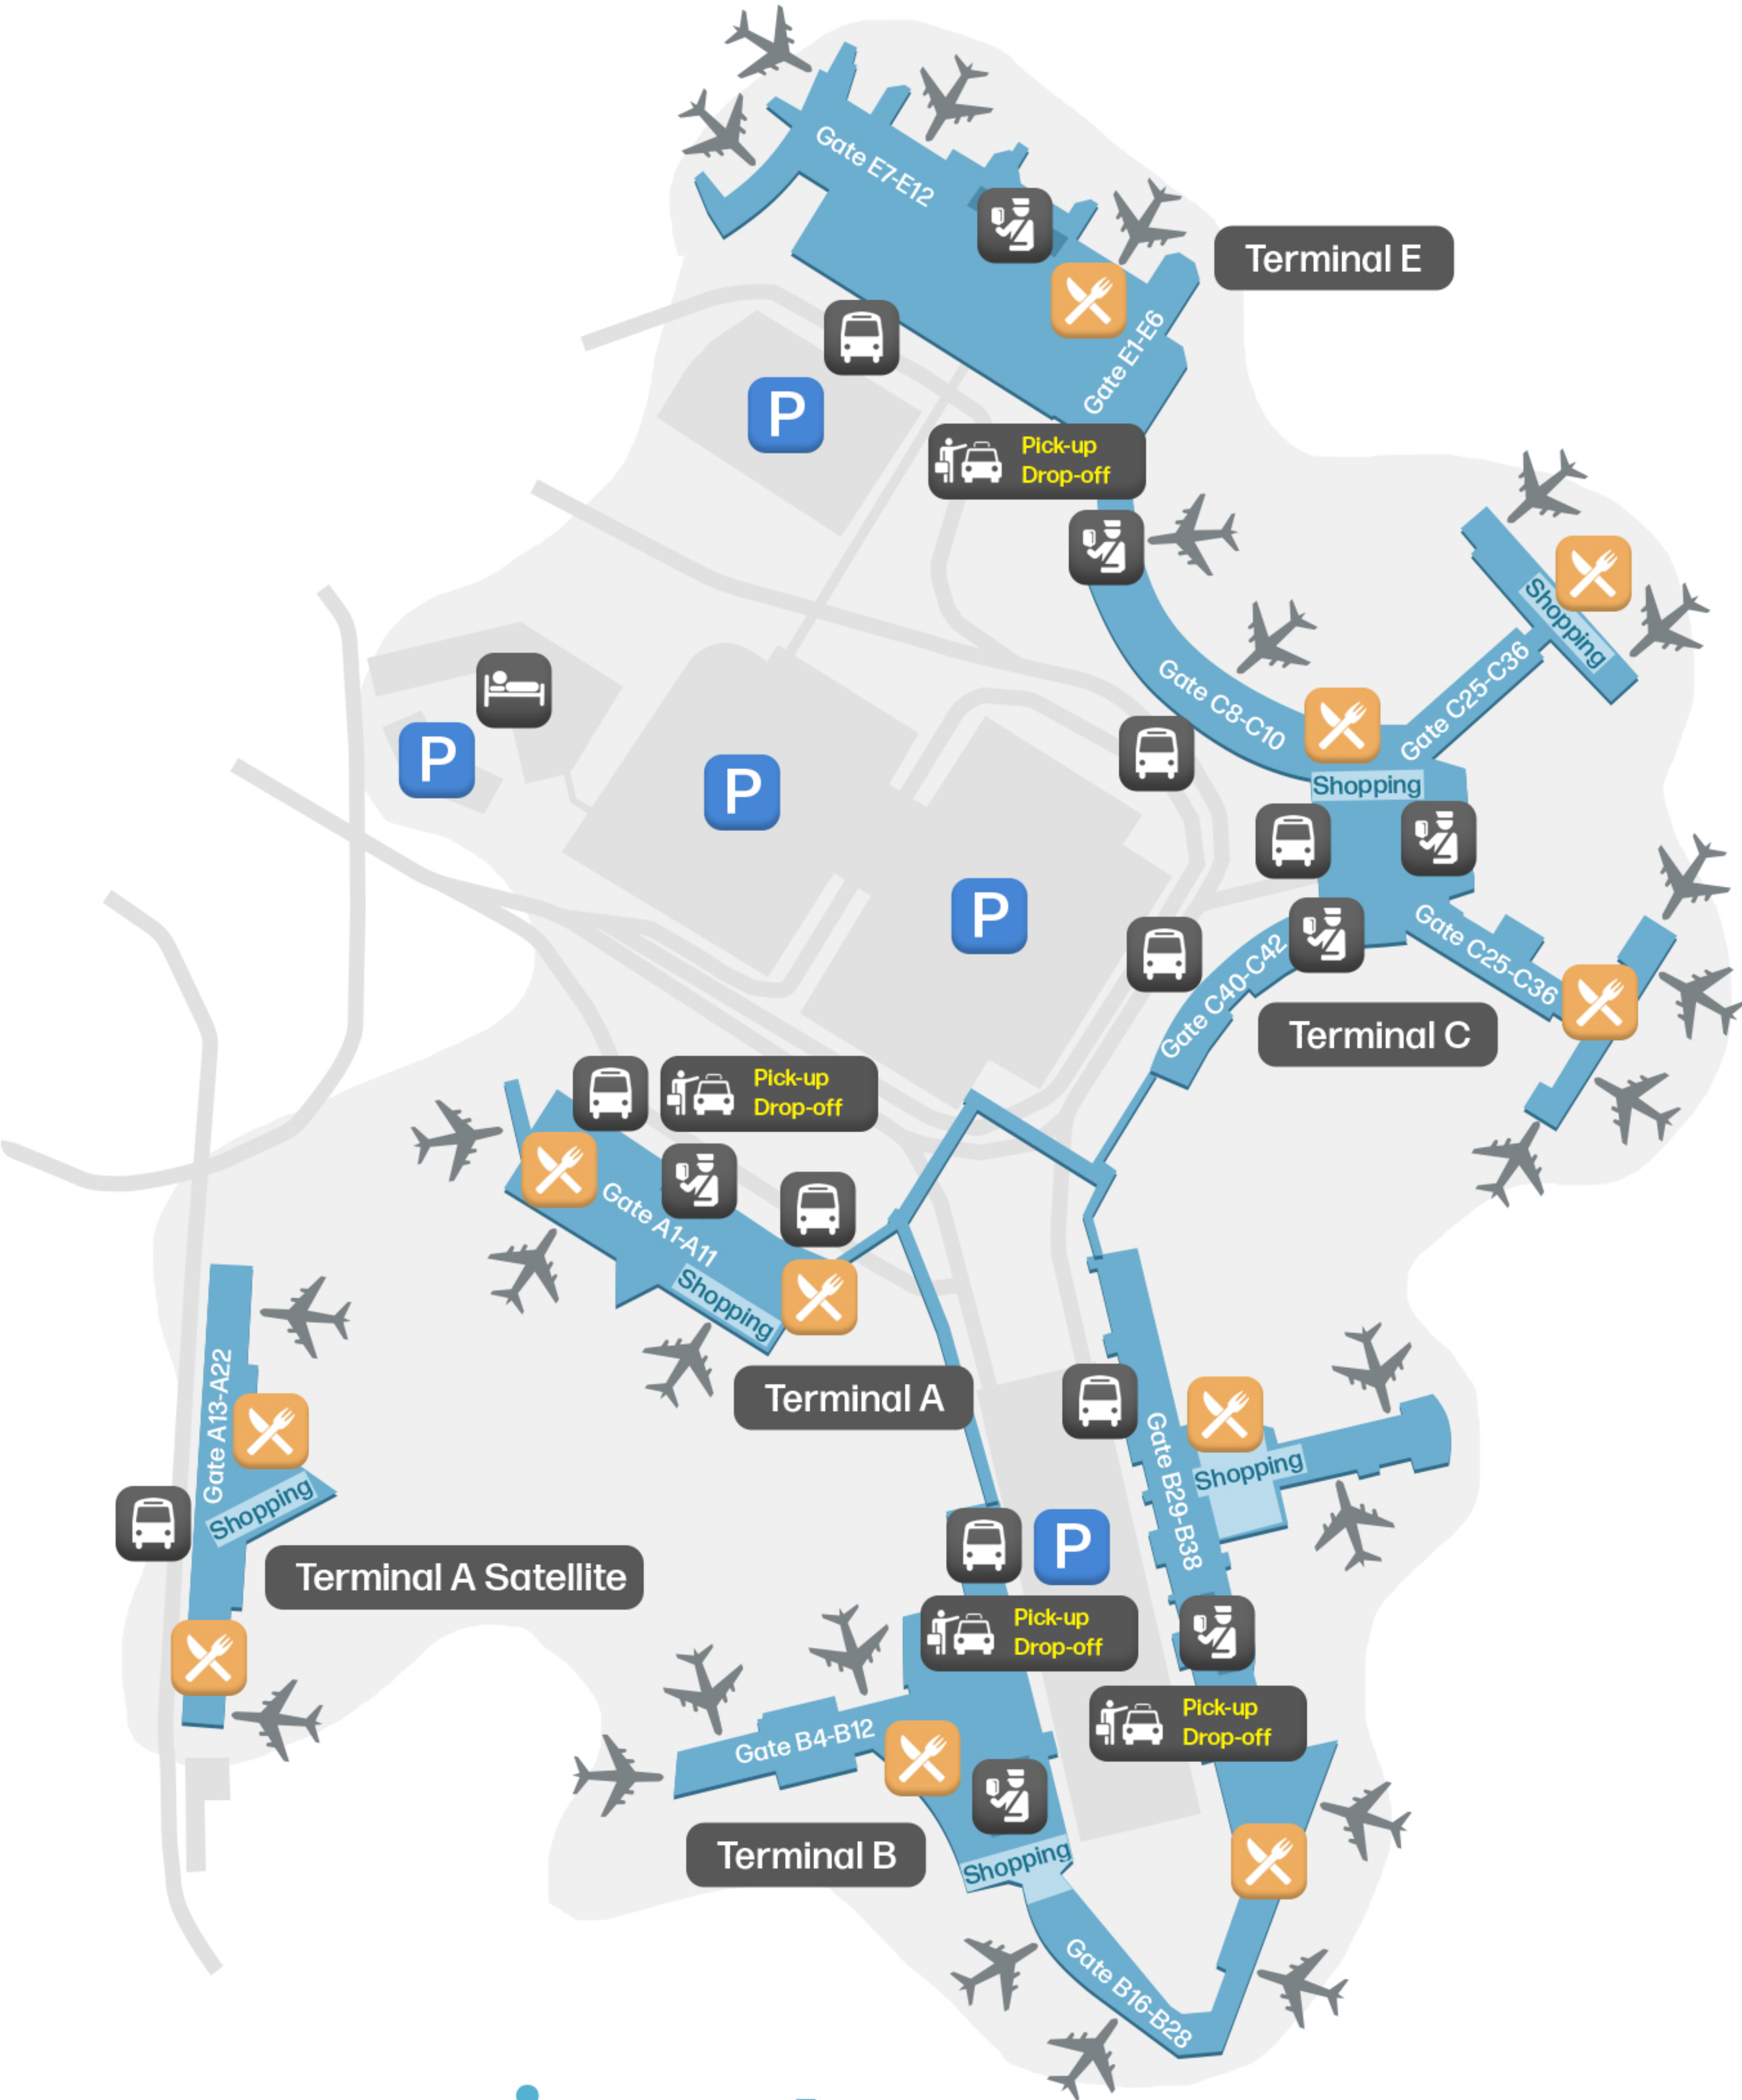 Gate E7-E12
Terminal E
Gate E1-E6
P
Pick-up
Drop-off
Shopping
Gate C8-C10
Gate C25-C36
P
P
Shopping
P
Gate C40-C42
Gate C25-C36
Terminal C
Pick-up
Drop-off
Gate A1-A11
Shopping
Terminal A
Gate A13-A22
Shopping
Gate B29-B38
Shopping
P
Terminal A Satellite
Pick-up
Drop-off
Pick-up
Drop-off
Gate B4-B12
Terminal B
Shopping
Gate B16-B28